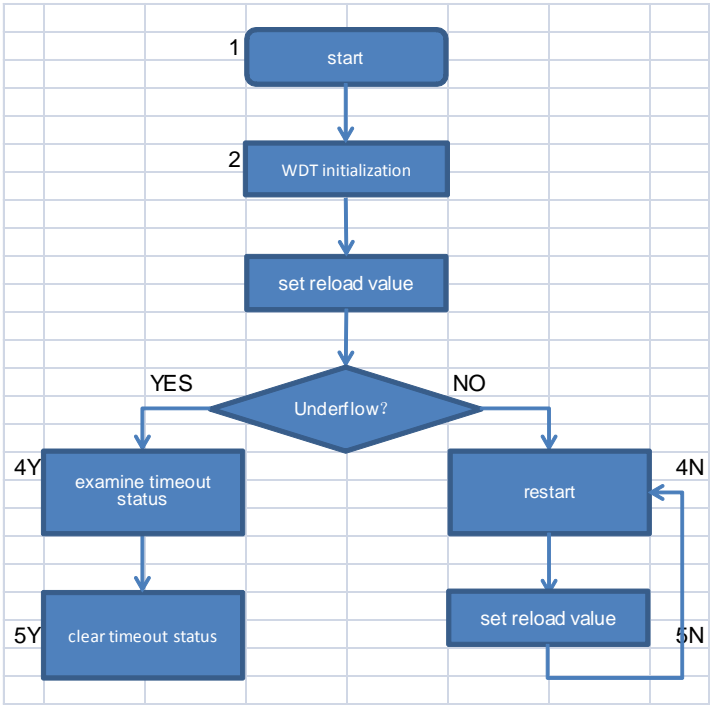 1
start
2
WDT initialization
set reload value
YES
NO
Underflow?
4Y
examine timeout
status
restart
4N
5Y
clear timeout status
set reload value
5N